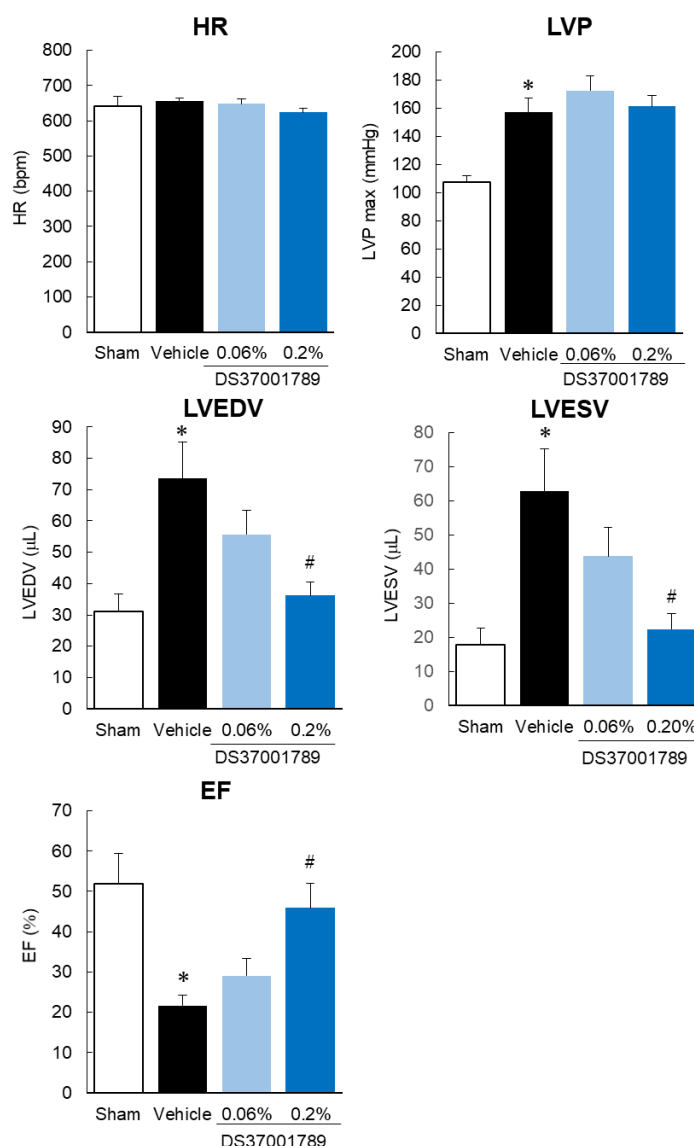 HR
800
700
600
500
400
300
200
100
0
HR (bpm)
Sham Vehicle 0.06% 0.2%
DS37001789
LVP
200
180
160
140
120
100
80
60
40
20
0
LVP max (mmHg)
*
Sham Vehicle 0.06% 0.2%
DS37001789
LVEDV
90
80
70
60
50
40
30
20
10
0
LVEDV (μL)
*
#
Sham Vehicle 0.06% 0.2%
DS37001789
LVESV
80
70
60
50
40
30
20
10
0
LVESV (μL)
*
#
Sham Vehicle 0.06% 0.20%
DS37001789
EF
70
60
50
40
30
20
10
0
EF (%)
*
#
Sham Vehicle 0.06% 0.2%
DS37001789